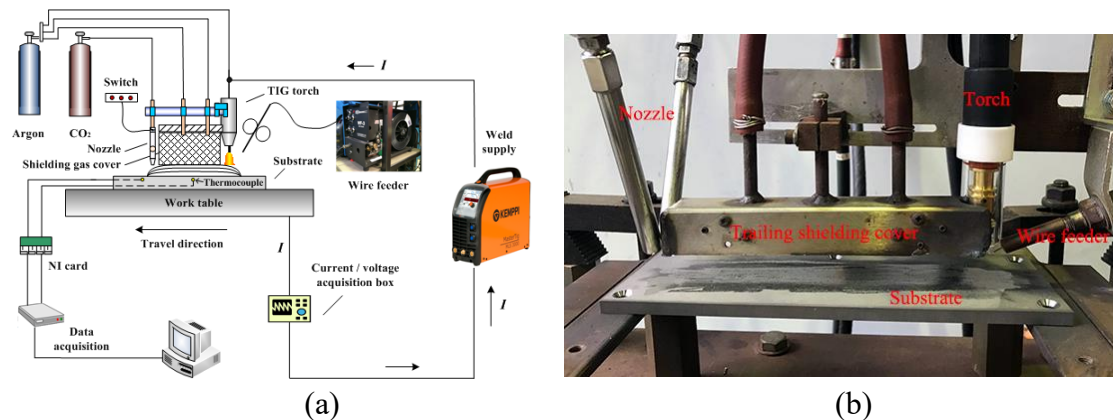 I
Switch
TIG torch
Argon
CO₂
Nozzle
Shielding gas cover
Substrate
Thermocouple
Wire feeder
Weld
supply
KEMPPI
Work table
Travel direction
I
NI card
Current / voltage
acquisition box
I
Data
acquisition
(a)
Nozzle
Torch
Trailing shielding cover
Wire feeder
Substrate
(b)